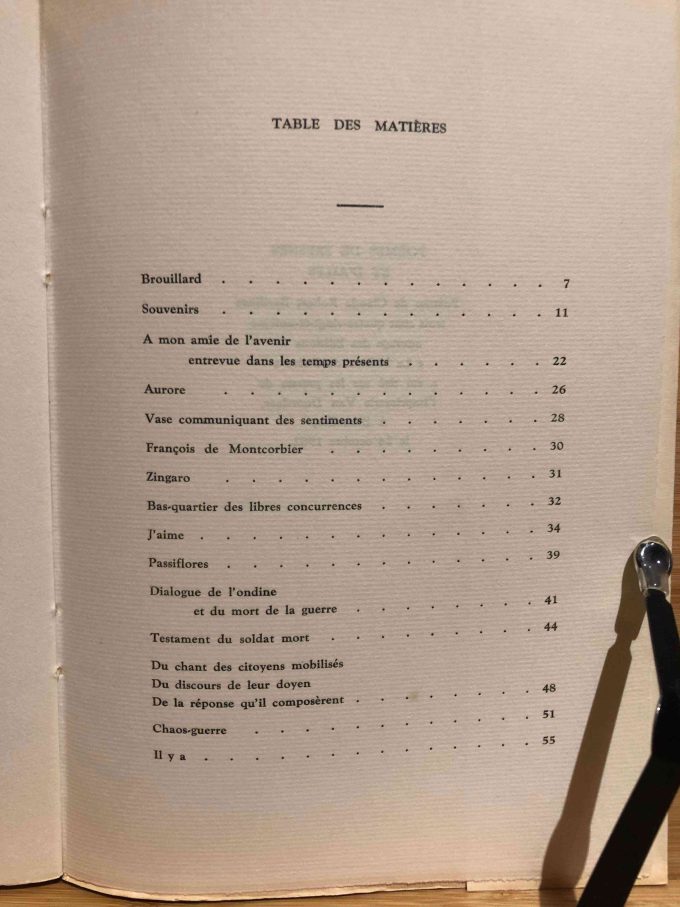 TABLE DES MATIÈRES
Brouillard . . . . . . . . . . . . . 7
Souvenirs . . . . . . . . . . . . . 11
A mon amie de l'avenir
entrevue dans les temps présents . . . . . . 22
Aurore . . . . . . . . . . . . 26
Vase communiquant des sentiments . . . . . . . 28
François de Montcorbier . . . . . . . . 30
Zingaro . . . . . . . . . . . . 31
Bas-quartier des libres concurrences . . . . . . 32
J'aime . . . . . . . . . . . . . 34
Passiflores . . . . . . . . . . . . 39
Dialogue de l'ondine
et du mort de la guerre . . . . . . . . 41
Testament du soldat mort . . . . . . . . 44
Du chant des citoyens mobilisés
Du discours de leur doyen
De la réponse qu'il composèrent . . . . . . . 48
Chaos-guerre . . . . . . . . . . 51
Il y a . . . . . . . . . . . . . 55